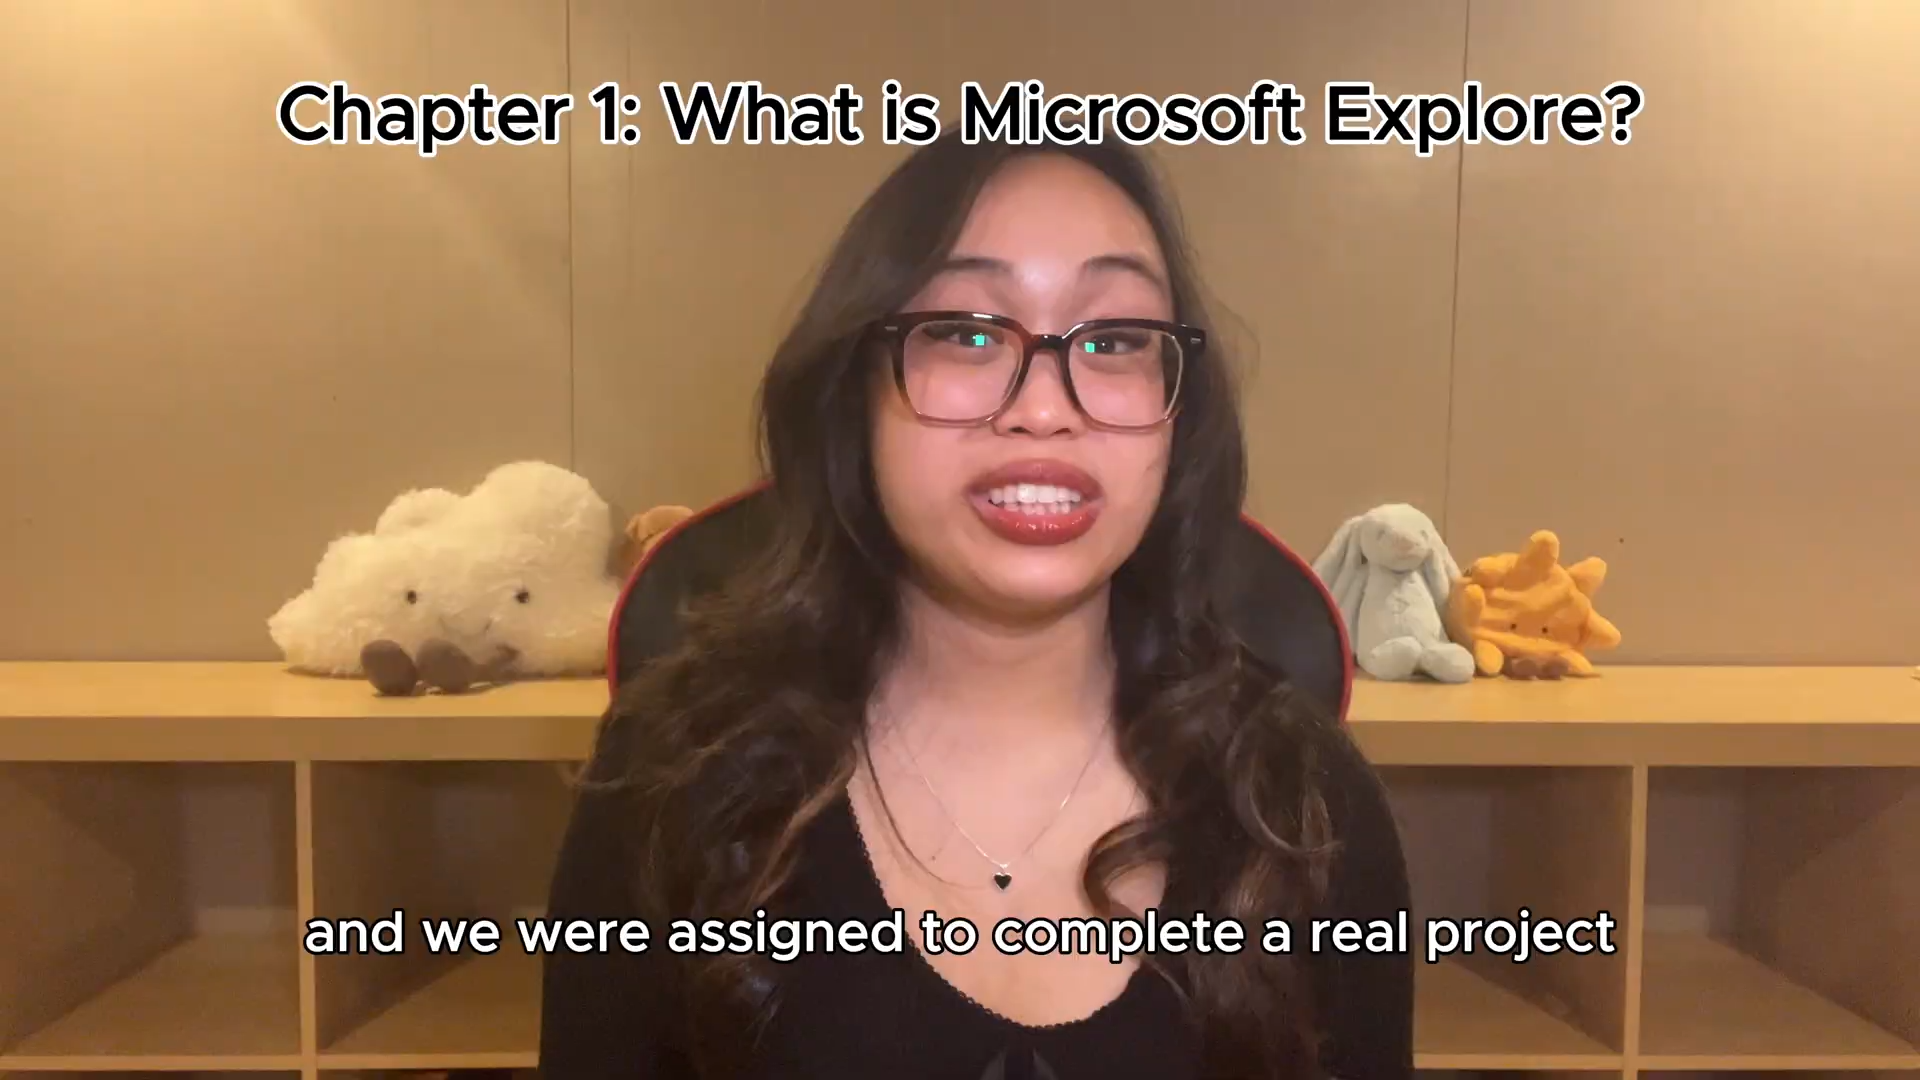 Chapter 1: What is Microsoft Explore?
and we were assigned to complete a real project